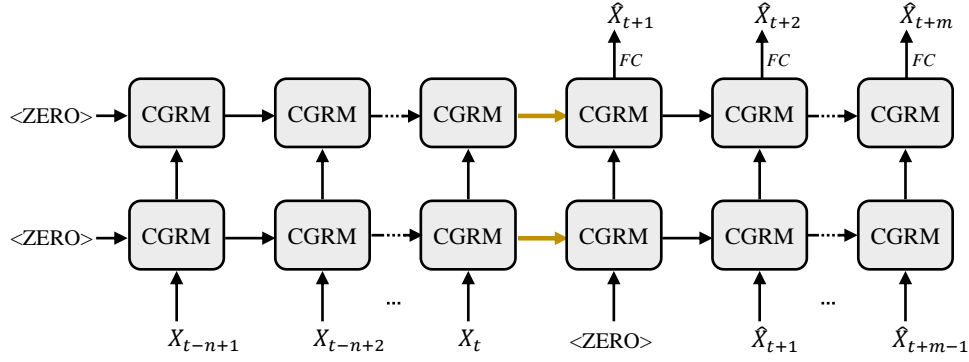 X̂_{t+1} X̂_{t+2} X̂_{t+m}
FC FC FC
<ZERO> CGRM CGRM ... CGRM CGRM CGRM ... CGRM
<ZERO> CGRM CGRM ... CGRM CGRM CGRM ... CGRM
... ...
X_{t−n+1} X_{t−n+2} X_t <ZERO> X̂_{t+1} X̂_{t+m−1}